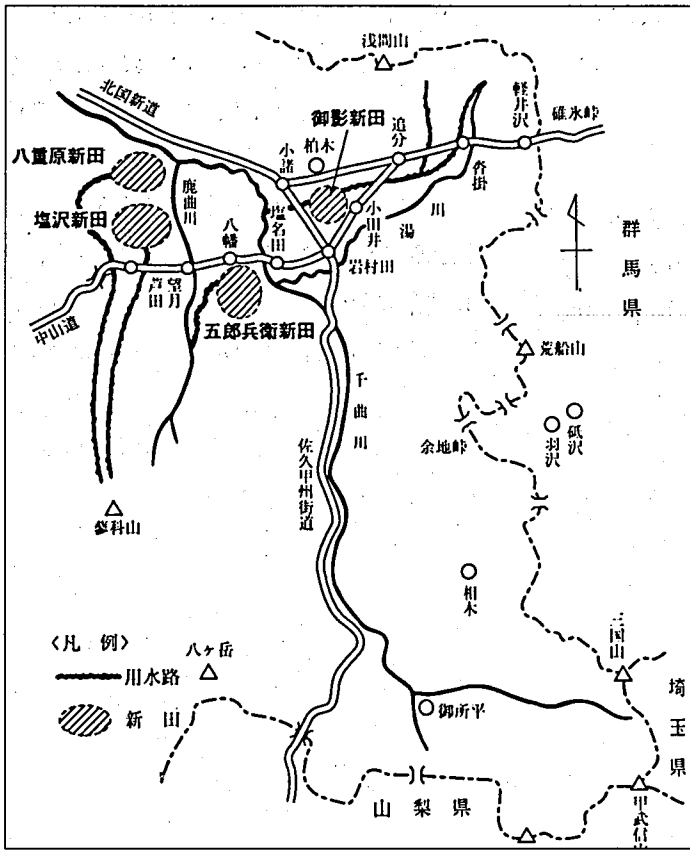 浅間山
北国新道
御影新田
追分
軽井沢
碓氷峠
柏木
小諸
八重原新田
沓掛
鹿曲川
塩沢新田
塩名田
小田井
湯川
八幡
群馬県
岩村田
芦田
望月
中山道
五郎兵衛新田
荒船山
千曲川
砥沢
羽沢
余地峠
佐久甲州街道
蓼科山
相木
三国山
〈凡 例〉
八ヶ岳
用水路
新 田
御所平
埼玉県
山梨県
甲武信